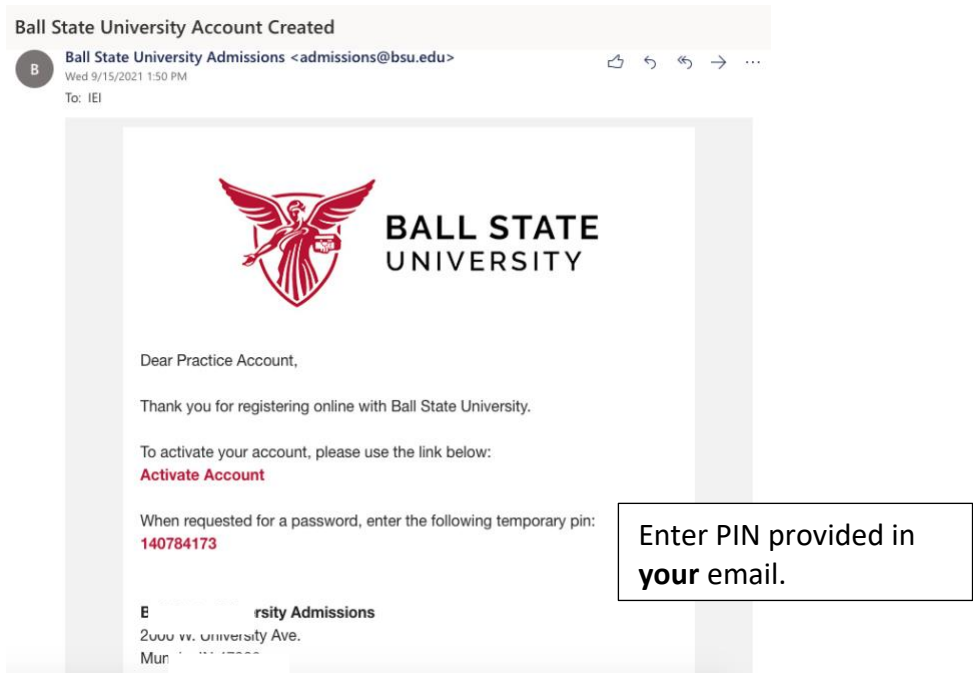 Ball State University Account Created
B
Ball State University Admissions <admissions@bsu.edu>
Wed 9/15/2021 1:50 PM
To: IEI
BALL STATE
UNIVERSITY
Dear Practice Account,
Thank you for registering online with Ball State University.
To activate your account, please use the link below:
Activate Account
When requested for a password, enter the following temporary pin:
140784173
Enter PIN provided in
your email.
Admissions
W. University Ave.